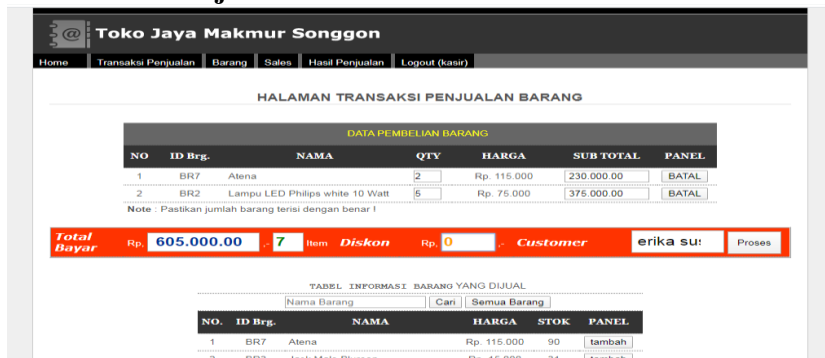 @ Toko Jaya Makmur Songgon
Home Transaksi Penjualan Barang Sales Hasil Penjualan Logout (kasir)
HALAMAN TRANSAKSI PENJUALAN BARANG
DATA PEMBELIAN BARANG
NO ID Brg. NAMA QTY HARGA SUB TOTAL PANEL
1 BR7 Atena 2 Rp. 115.000 230.000.00 BATAL
2 BR2 Lampu LED Philips white 10 Watt 5 Rp. 75.000 375.000.00 BATAL
Note : Pastikan jumlah barang terisi dengan benar !
Total Bayar Rp. 605.000.00 ,- 7 Item Diskon Rp. 0 ,- Customer erika su Proses
TABEL INFORMASI BARANG YANG DIJUAL
Nama Barang Cari Semua Barang
NO. ID Brg. NAMA HARGA STOK PANEL
1 BR7 Atena Rp. 115.000 90 tambah